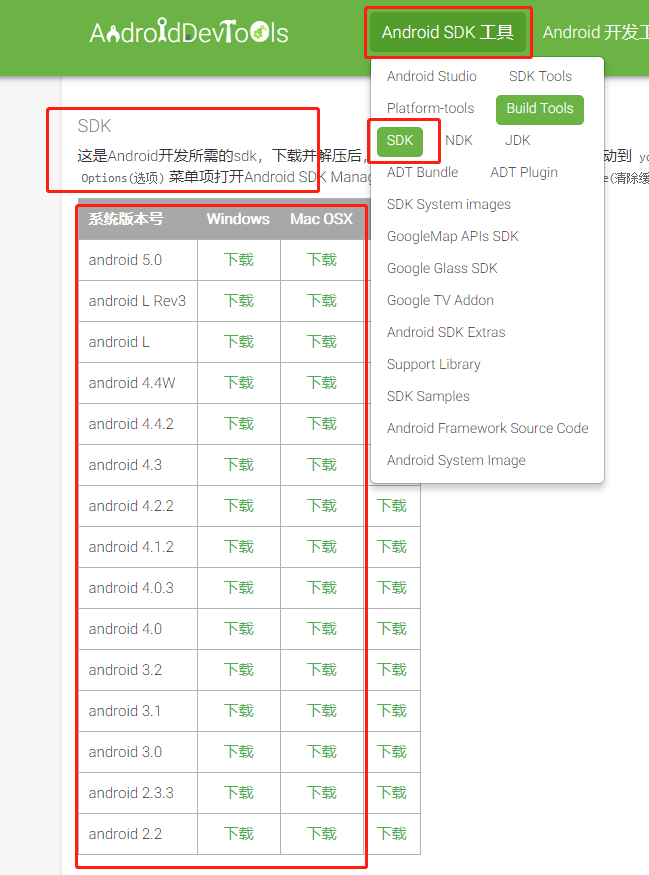 AndroidDevTools
Android SDK 工具
Android 开发工
Android Studio
SDK Tools
Platform-tools
Build Tools
SDK
NDK
JDK
ADT Bundle
ADT Plugin
SDK System images
GoogleMap APIs SDK
Google Glass SDK
Google TV Addon
Android SDK Extras
Support Library
SDK Samples
Android Framework Source Code
Android System Image
SDK
这是Android开发所需的sdk，下载并解压后， 动到
Options(选项) 菜单项打开Android SDK Manag e(清除缓
系统版本号 Windows Mac OSX
android 5.0 下载 下载
android L Rev3 下载 下载
android L 下载 下载
android 4.4W 下载 下载
android 4.4.2 下载 下载
android 4.3 下载 下载
android 4.2.2 下载 下载 下载
android 4.1.2 下载 下载 下载
android 4.0.3 下载 下载 下载
android 4.0 下载 下载 下载
android 3.2 下载 下载 下载
android 3.1 下载 下载 下载
android 3.0 下载 下载 下载
android 2.3.3 下载 下载 下载
android 2.2 下载 下载 下载